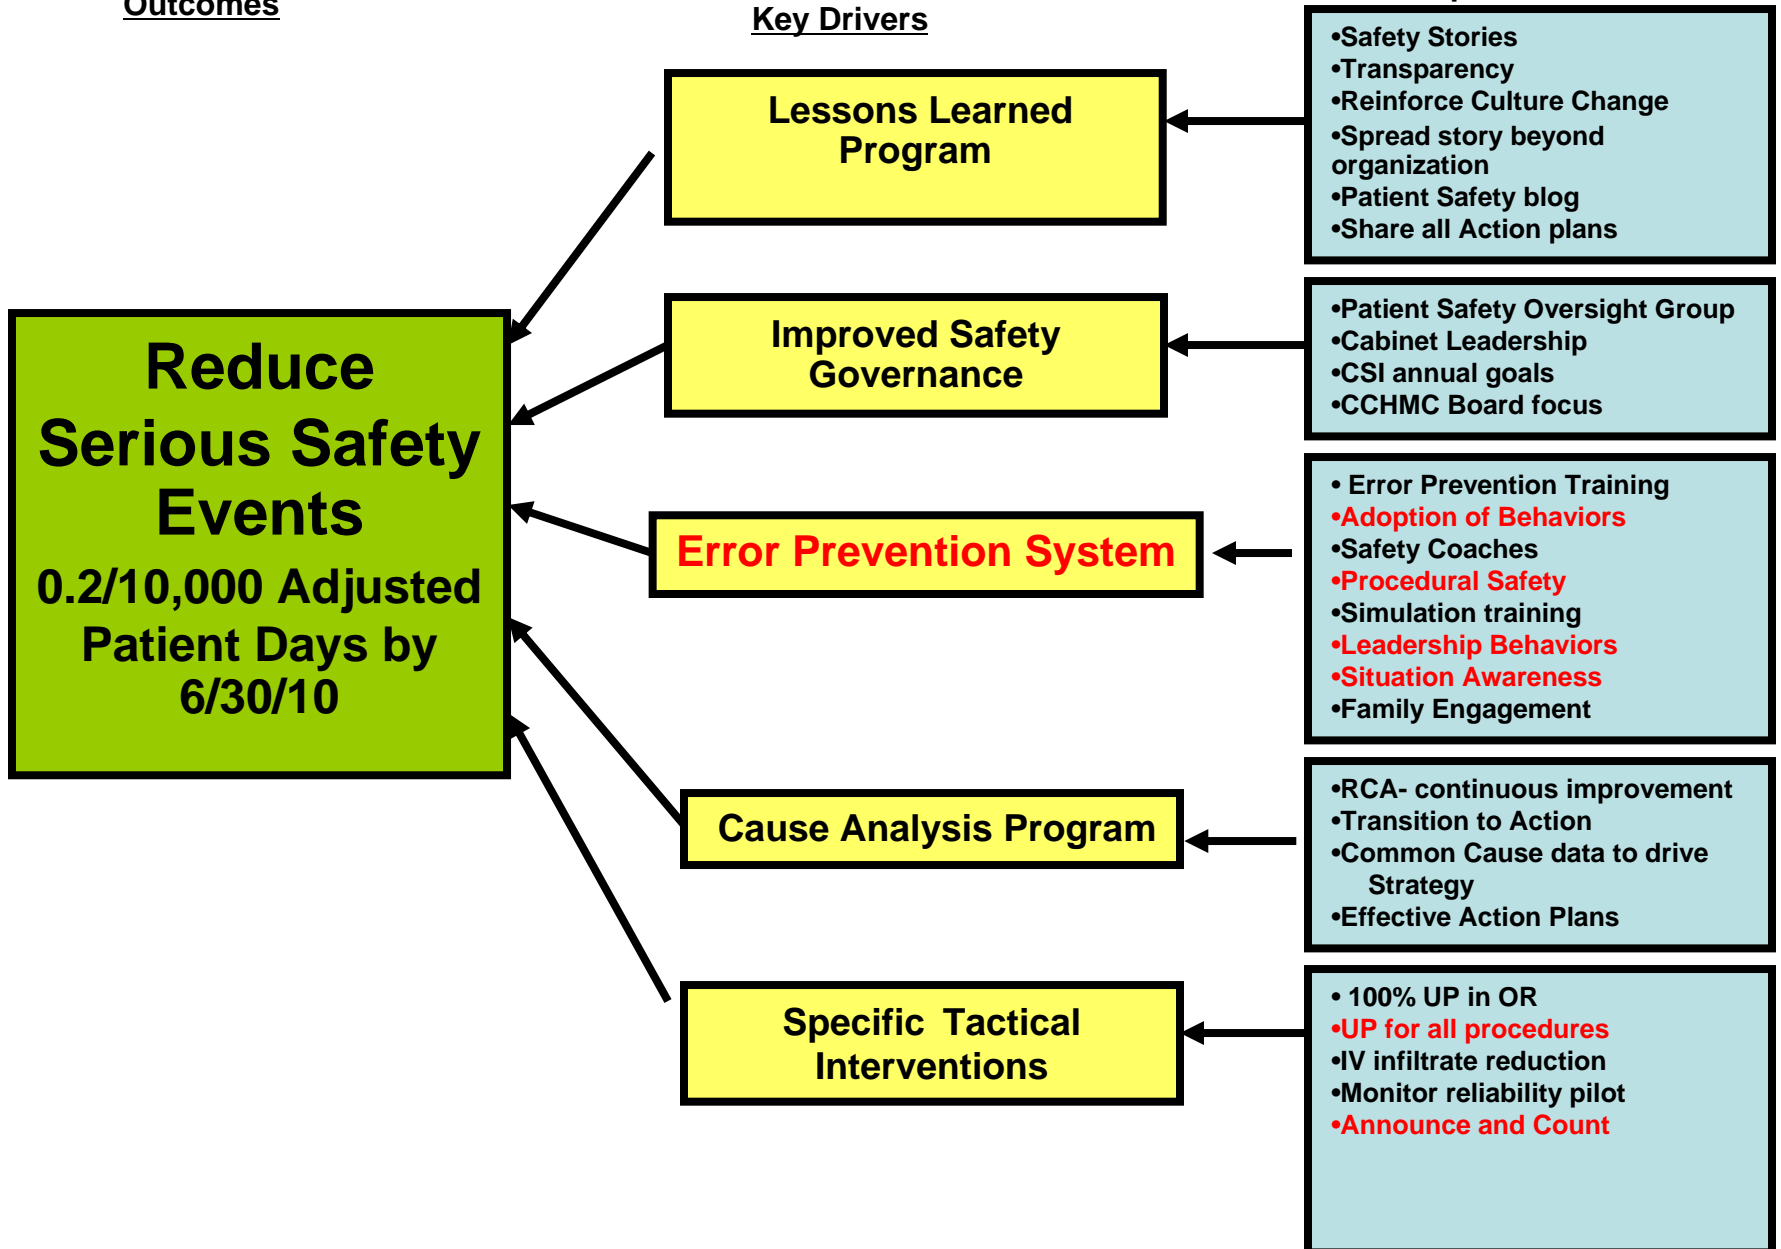 Outcomes
Key Drivers
Reduce
Serious Safety
Events
0.2/10,000 Adjusted
Patient Days by
6/30/10
Lessons Learned
Program
Improved Safety
Governance
Error Prevention System
Cause Analysis Program
Specific Tactical
Interventions
•Safety Stories
•Transparency
•Reinforce Culture Change
•Spread story beyond
organization
•Patient Safety blog
•Share all Action plans
•Patient Safety Oversight Group
•Cabinet Leadership
•CSI annual goals
•CCHMC Board focus
• Error Prevention Training
•Adoption of Behaviors
•Safety Coaches
•Procedural Safety
•Simulation training
•Leadership Behaviors
•Situation Awareness
•Family Engagement
•RCA- continuous improvement
•Transition to Action
•Common Cause data to drive
Strategy
•Effective Action Plans
• 100% UP in OR
•UP for all procedures
•IV infiltrate reduction
•Monitor reliability pilot
•Announce and Count